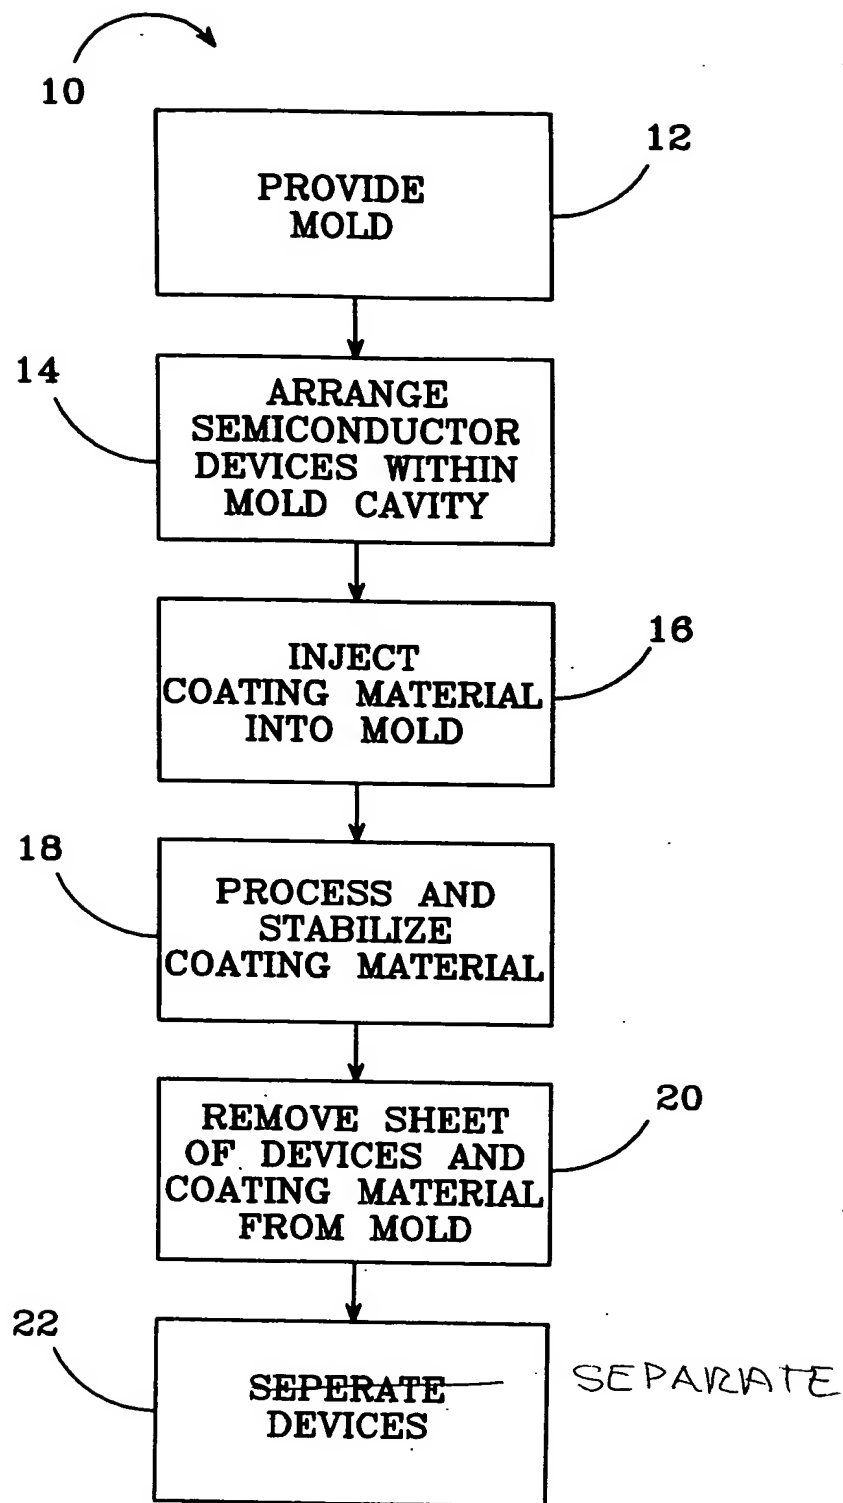 10
12
PROVIDE
MOLD
14
ARRANGE
SEMICONDUCTOR
DEVICES WITHIN
MOLD CAVITY
16
INJECT
COATING MATERIAL
INTO MOLD
18
PROCESS AND
STABILIZE
COATING MATERIAL
20
REMOVE SHEET
OF DEVICES AND
COATING MATERIAL
FROM MOLD
22
SEPERATE SEPARATE
DEVICES